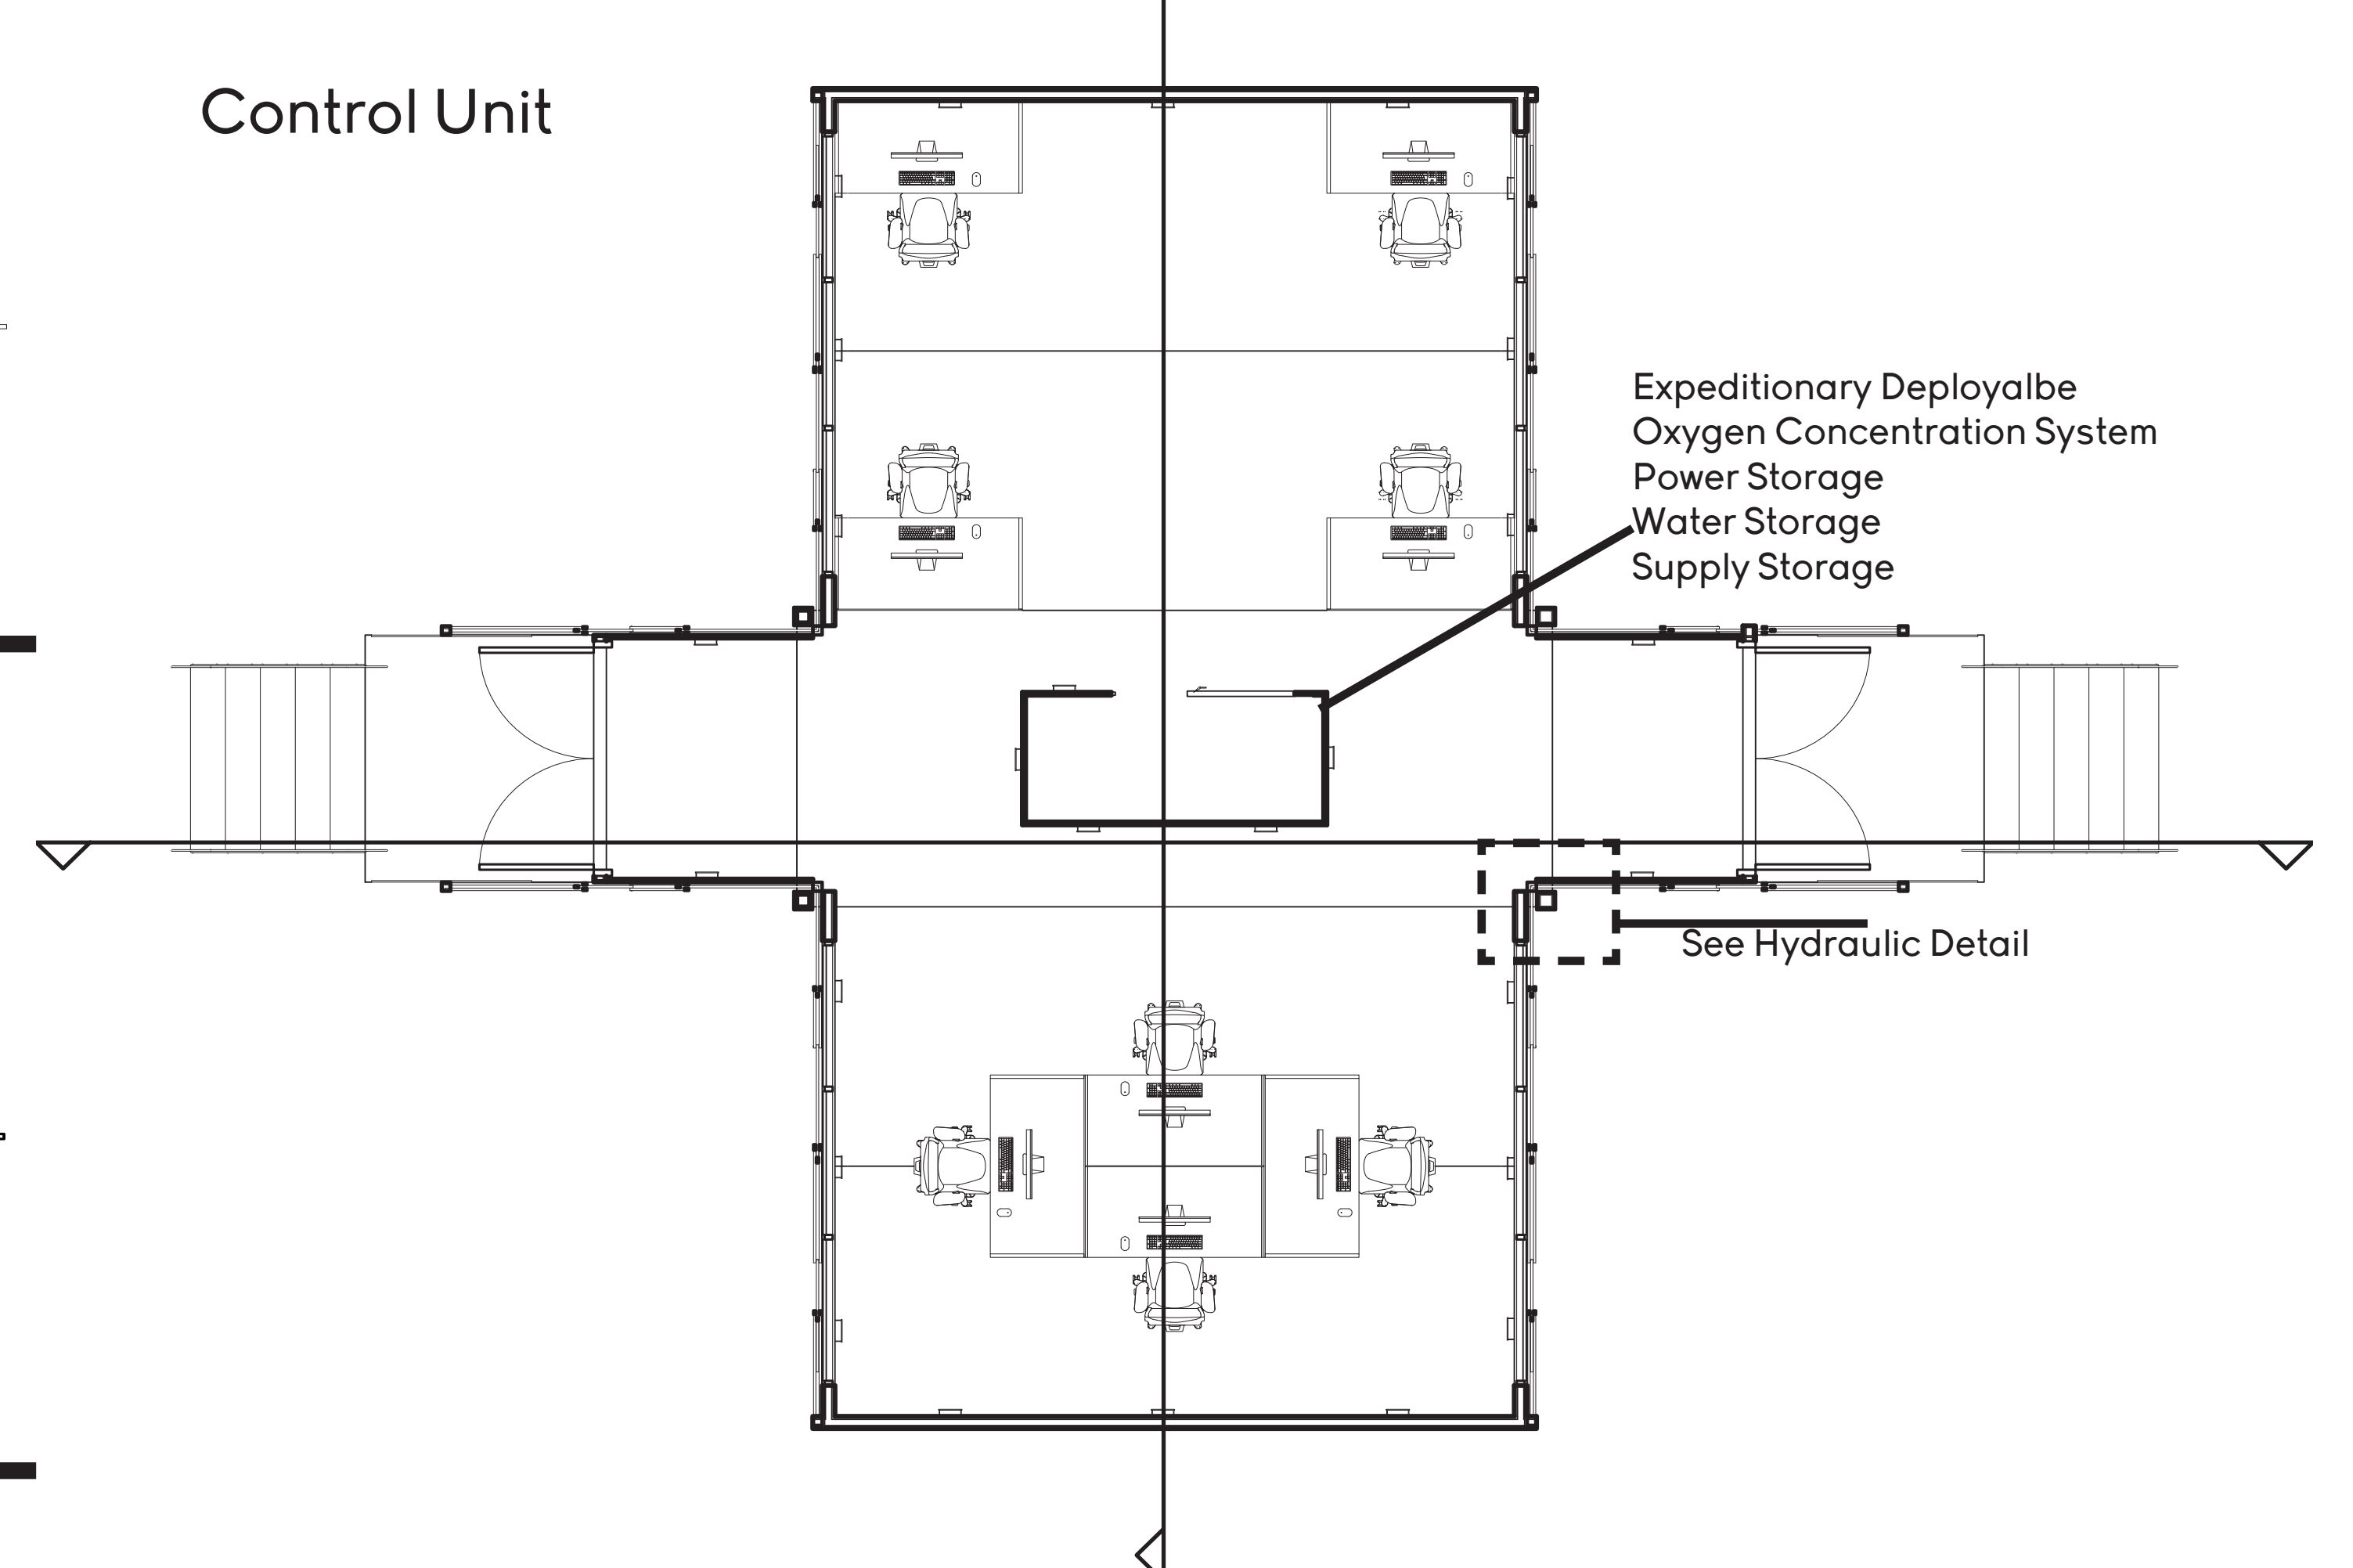 Control Unit
Expeditionary Deployalbe
Oxygen Concentration System
Power Storage
Water Storage
Supply Storage
See Hydraulic Detail